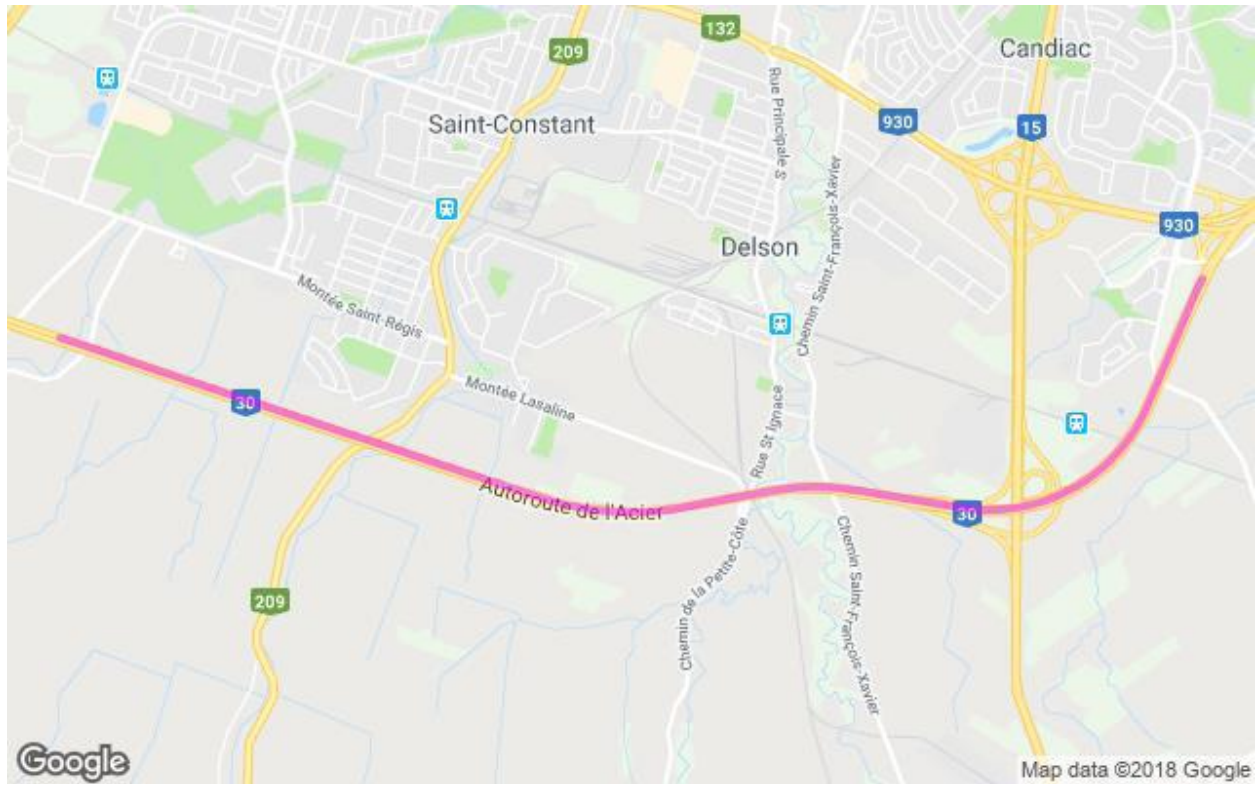 132
209
Candiac
930
15
Saint-Constant
Rue Principale S
Chemin Saint-François-Xavier
930
Delson
Montée Saint-Régis
Montée Lasaline
30
Rue St Ignace
Autoroute de l'Acier
30
Chemin de la Petite-Côte
Chemin Saint-François-Xavier
209
Google
Map data ©2018 Google